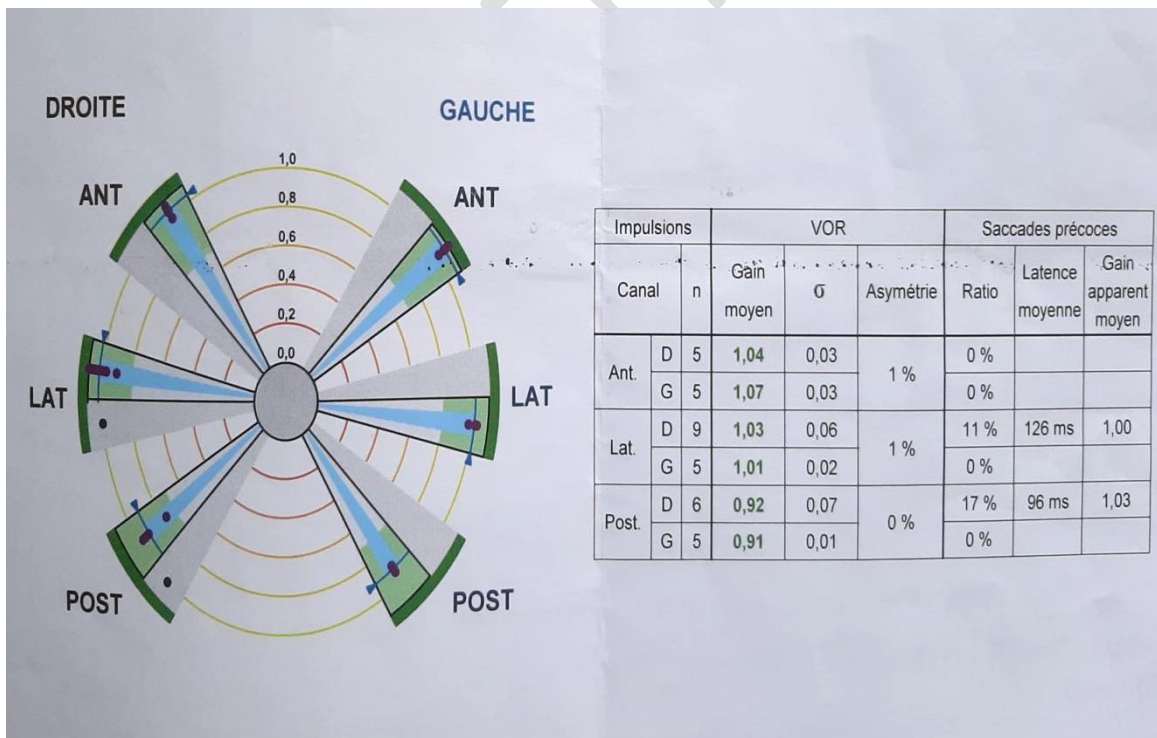 DROITE GAUCHE
ANT ANT
1,0
0,8
0,6
0,4
0,2
0,0
LAT LAT
POST POST
Impulsions VOR Saccades précoces
Canal n Gain moyen σ Asymétrie Ratio Latence moyenne Gain apparent moyen
Ant. D 5 1,04 0,03 1 % 0 %
G 5 1,07 0,03 0 %
Lat. D 9 1,03 0,06 1 % 11 % 126 ms 1,00
G 5 1,01 0,02 0 %
Post. D 6 0,92 0,07 0 % 17 % 96 ms 1,03
G 5 0,91 0,01 0 %